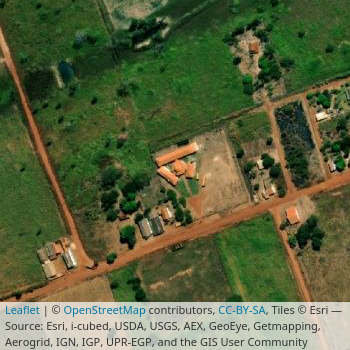 Leaflet | © OpenStreetMap contributors, CC-BY-SA, Tiles © Esri —
Source: Esri, i-cubed, USDA, USGS, AEX, GeoEye, Getmapping,
Aerogrid, IGN, IGP, UPR-EGP, and the GIS User Community